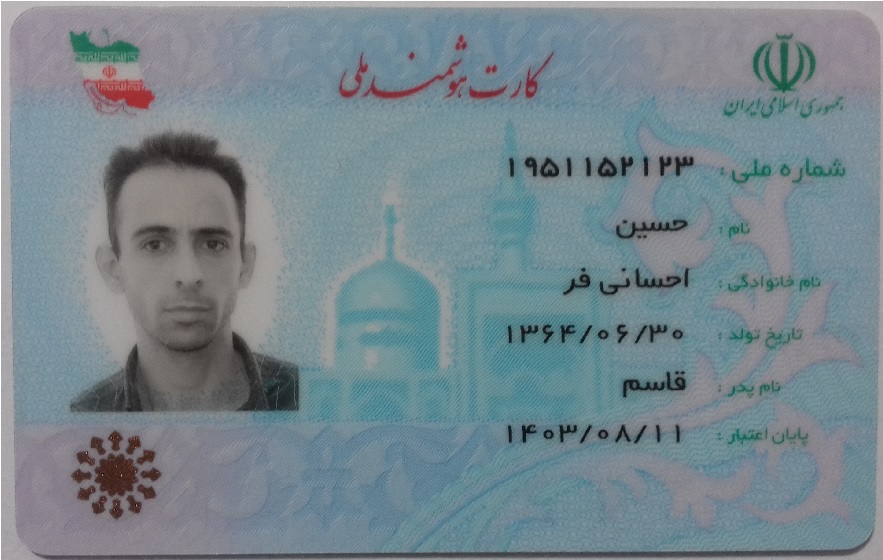 کارت هوشمند ملی
جمهوری اسلامی ایران
شماره ملی : ۱۹۵۱۱۵۲۱۲۳
نام : حسین
نام خانوادگی : احسانی فر
تاریخ تولد : ۱۳۶۴/۰۶/۳۰
نام پدر : قاسم
پایان اعتبار : ۱۴۰۳/۰۸/۱۱